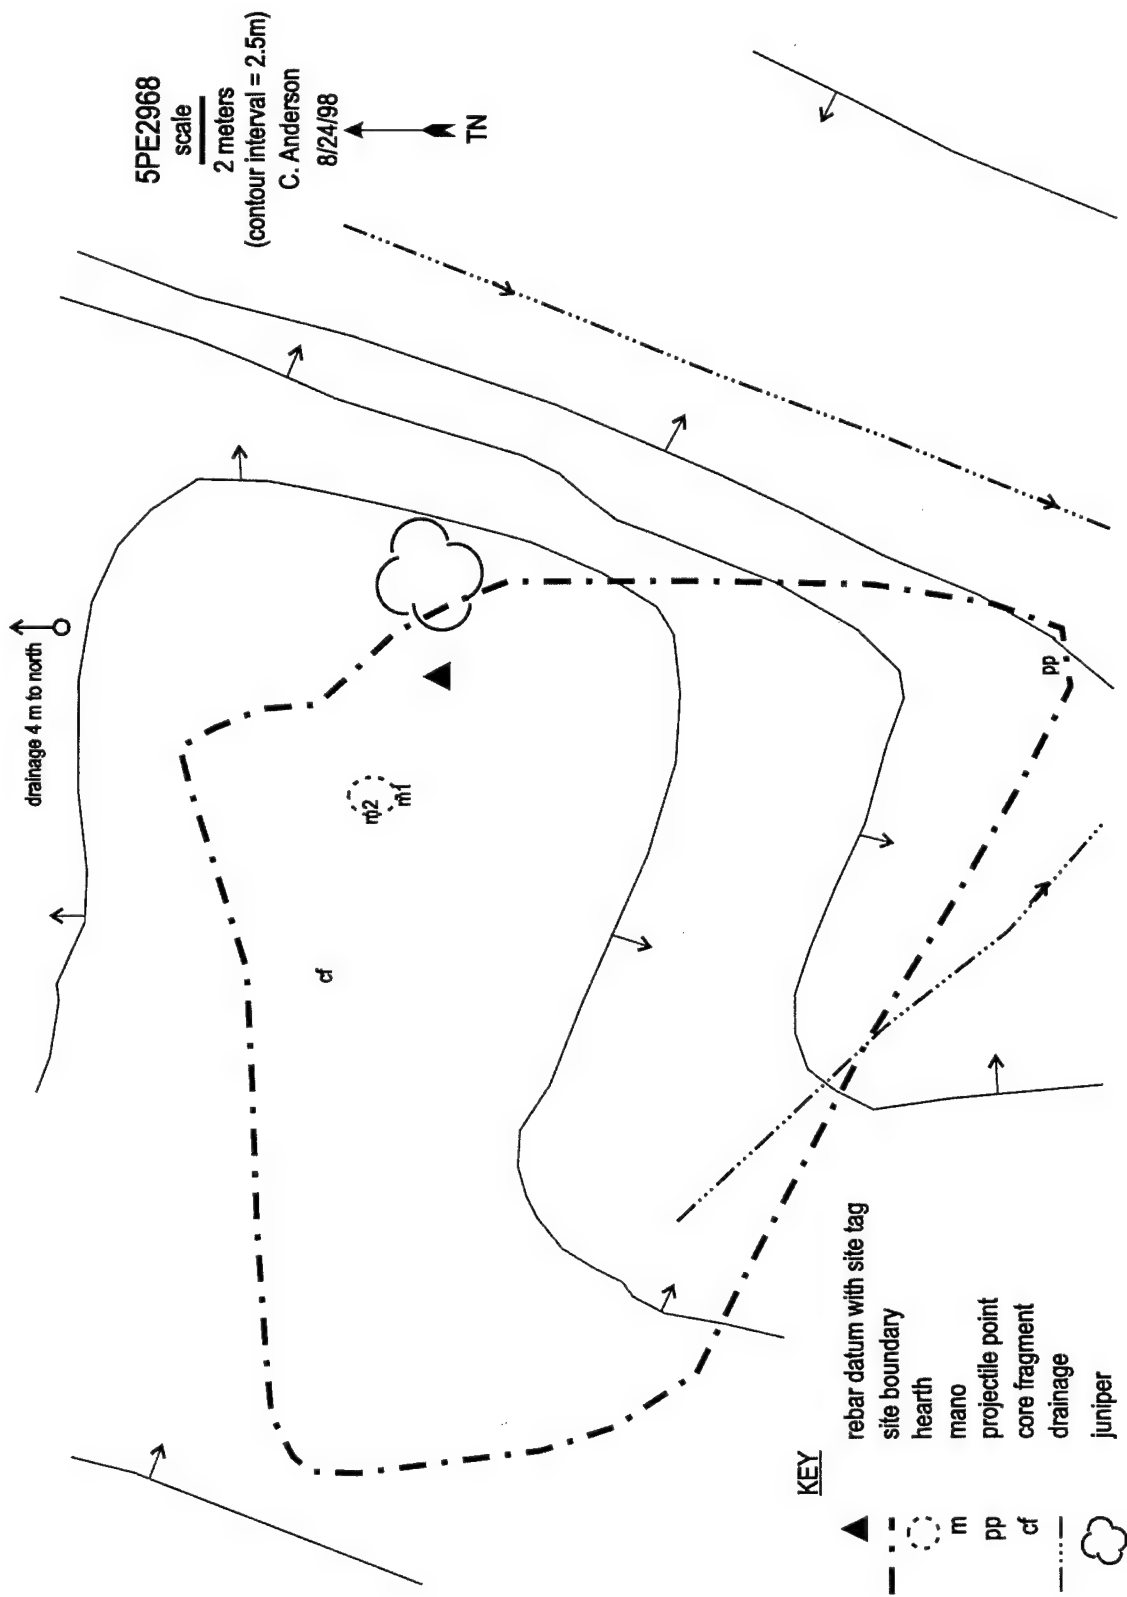 5PE2968
scale
2 meters
(contour interval = 2.5m)
C. Anderson
8/24/98
TN
drainage 4 m to north
m2
m1
cf
pp
KEY
rebar datum with site tag
site boundary
hearth
m mano
pp projectile point
cf core fragment
drainage
juniper